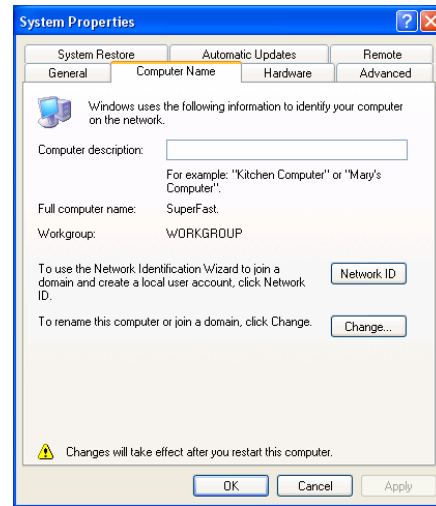 System Properties
System Restore Automatic Updates Remote
General Computer Name Hardware Advanced
Windows uses the following information to identify your computer
on the network.
Computer description:
For example: "Kitchen Computer" or "Mary's
Computer".
Full computer name: SuperFast.
Workgroup: WORKGROUP
To use the Network Identification Wizard to join a
domain and create a local user account, click Network
ID.
Network ID
To rename this computer or join a domain, click Change.
Change...
Changes will take effect after you restart this computer.
OK Cancel Apply